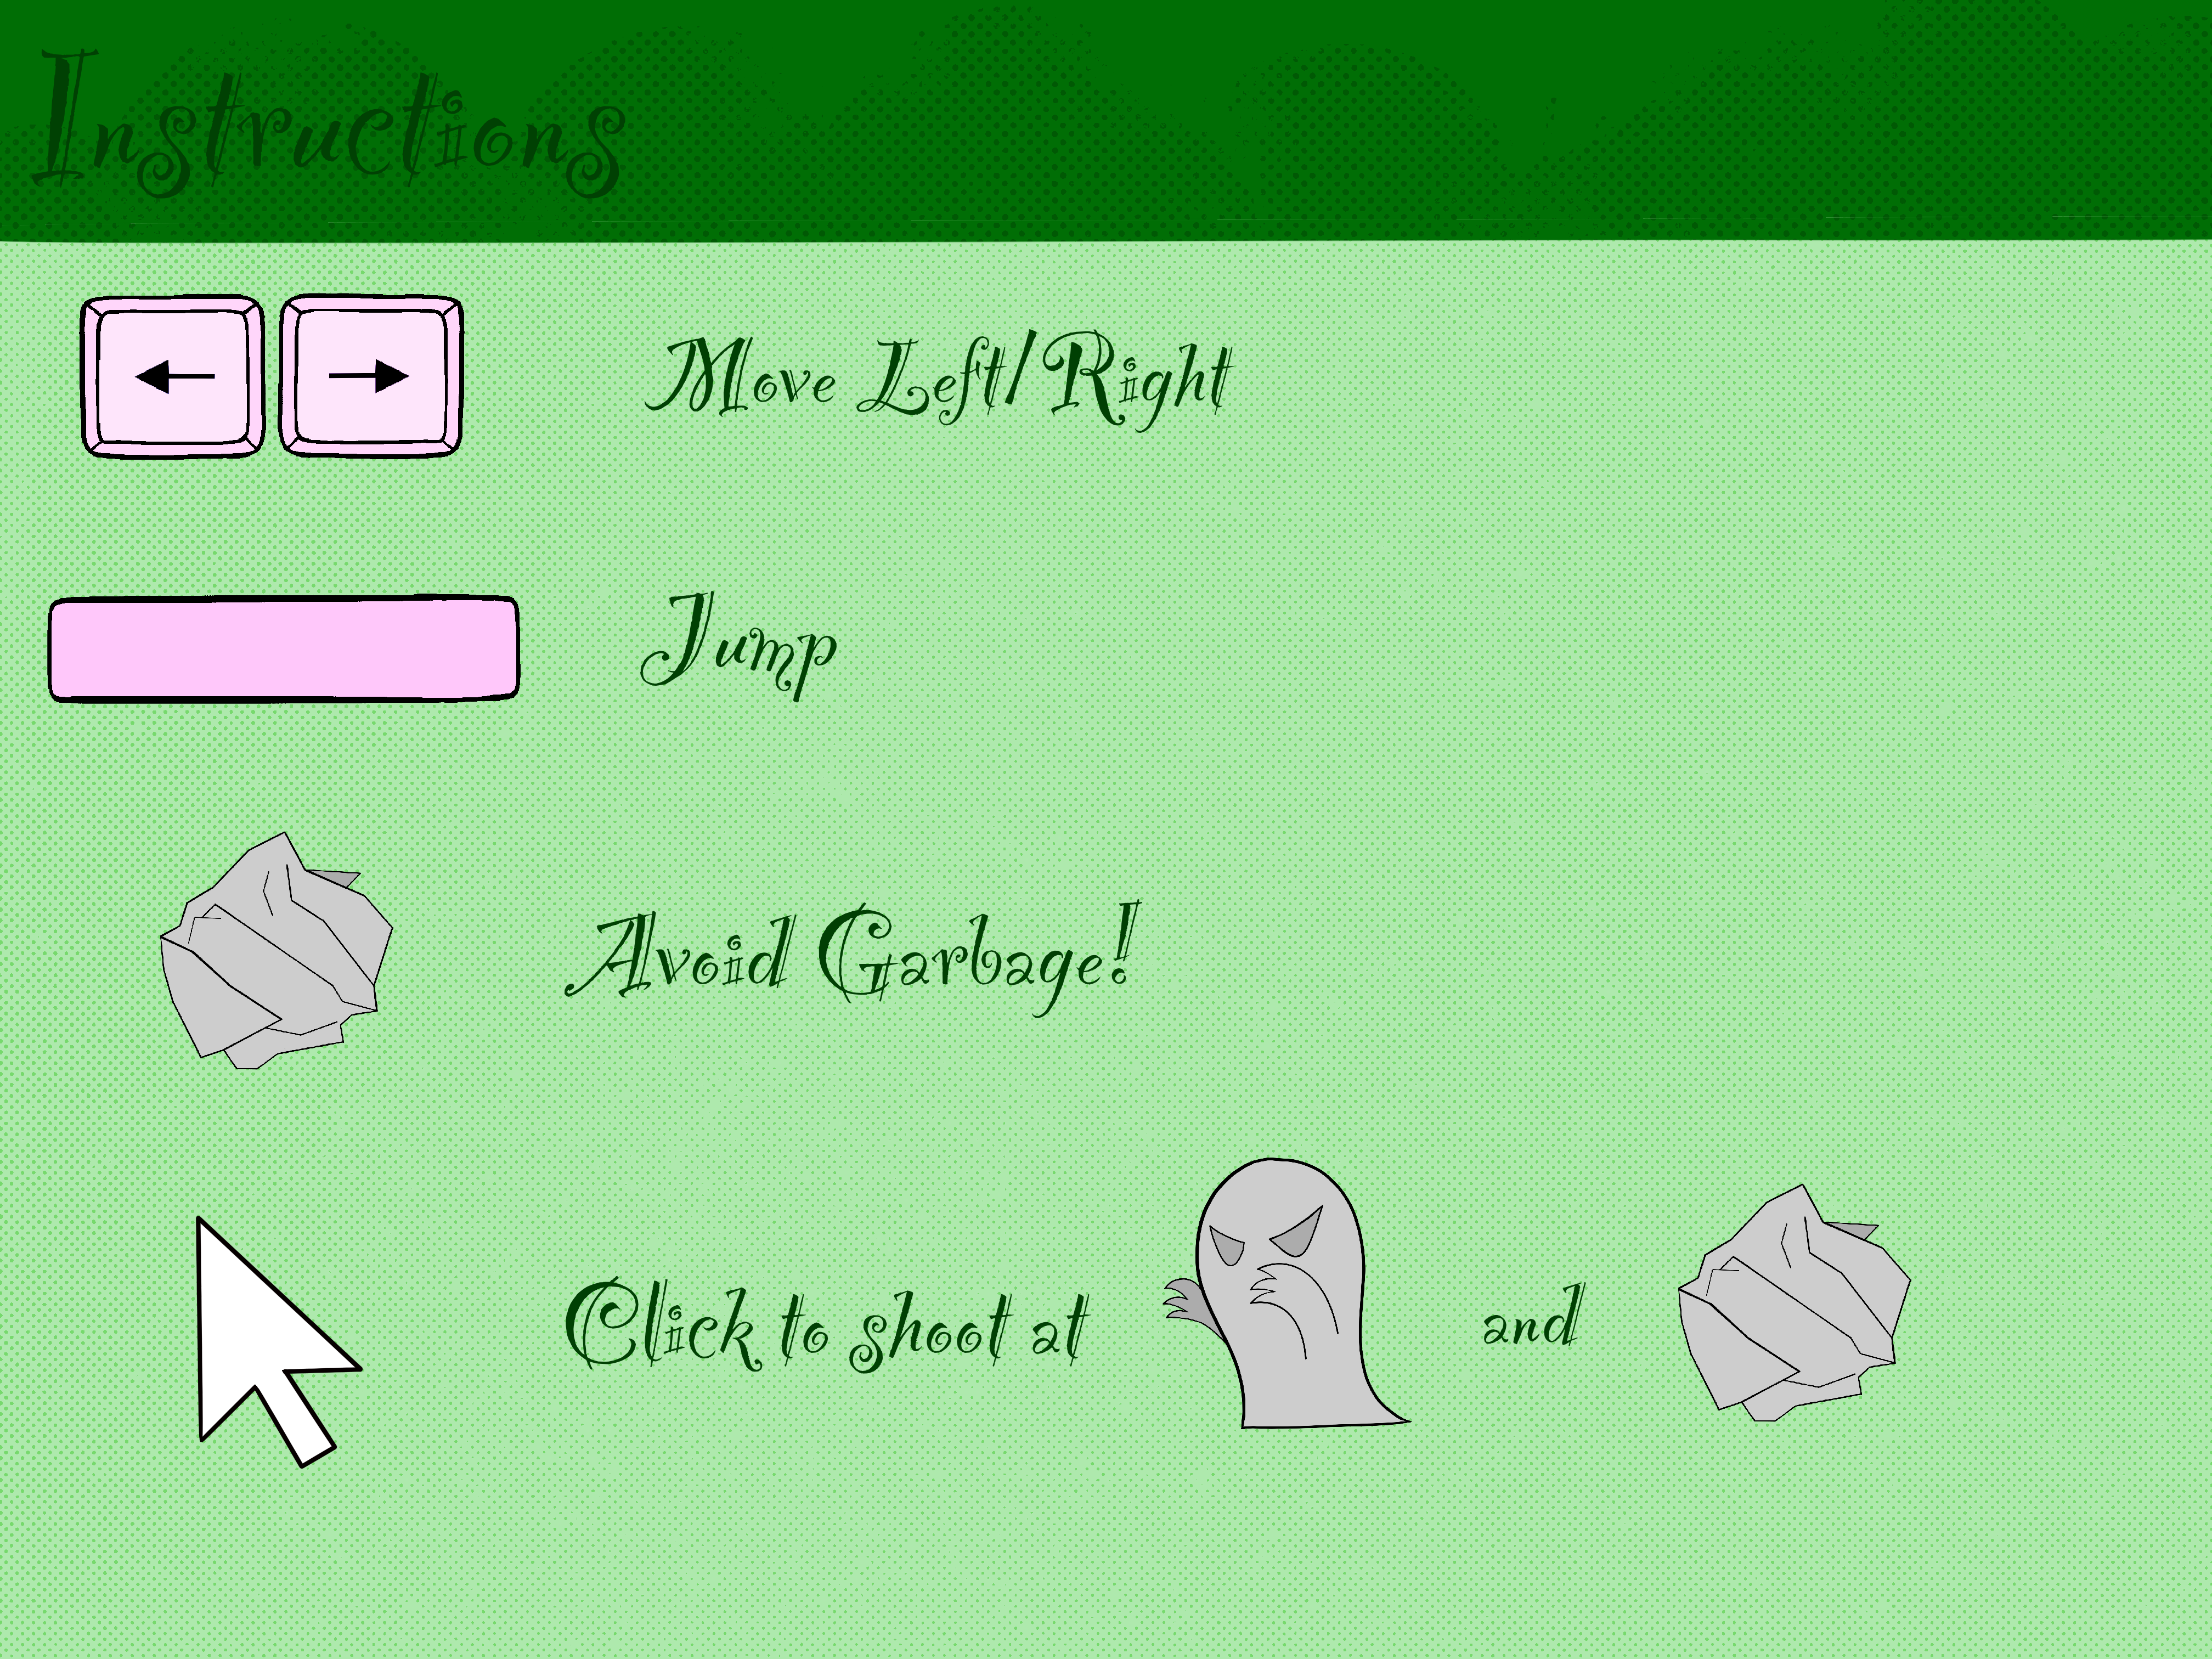 Instructions
Move Left/Right
Jump
Avoid Garbage!
Click to shoot at and